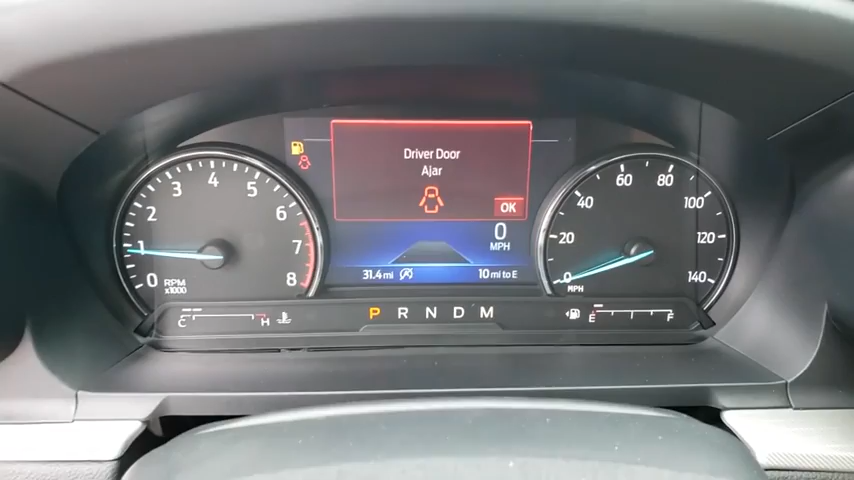 Driver Door
Ajar
OK
0
MPH
31.4 mi
10 mi to E
0 1 2 3 4 5 6 7 8
RPM
x1000
0 20 40 60 80 100 120 140
MPH
P R N D M
C H
E F